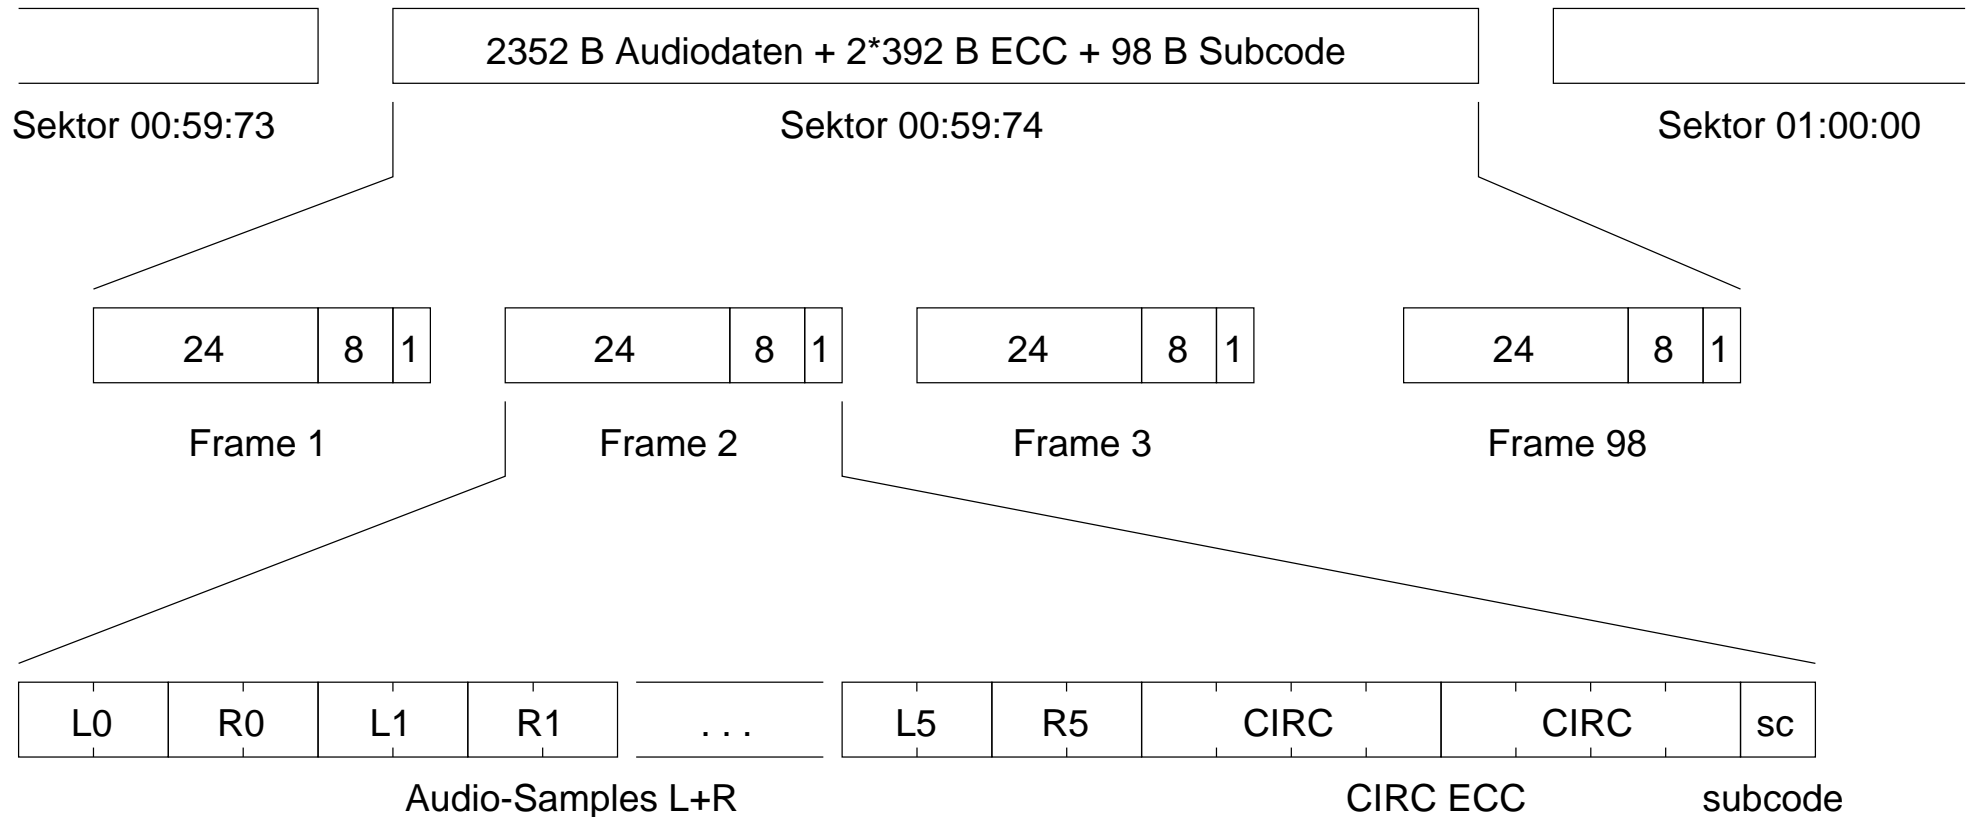 2352 B Audiodaten + 2*392 B ECC + 98 B Subcode
Sektor 00:59:73 Sektor 00:59:74 Sektor 01:00:00
24 8 1 24 8 1 24 8 1 24 8 1
Frame 1 Frame 2 Frame 3 Frame 98
L0 R0 L1 R1 . . . L5 R5 CIRC CIRC sc
Audio-Samples L+R CIRC ECC subcode